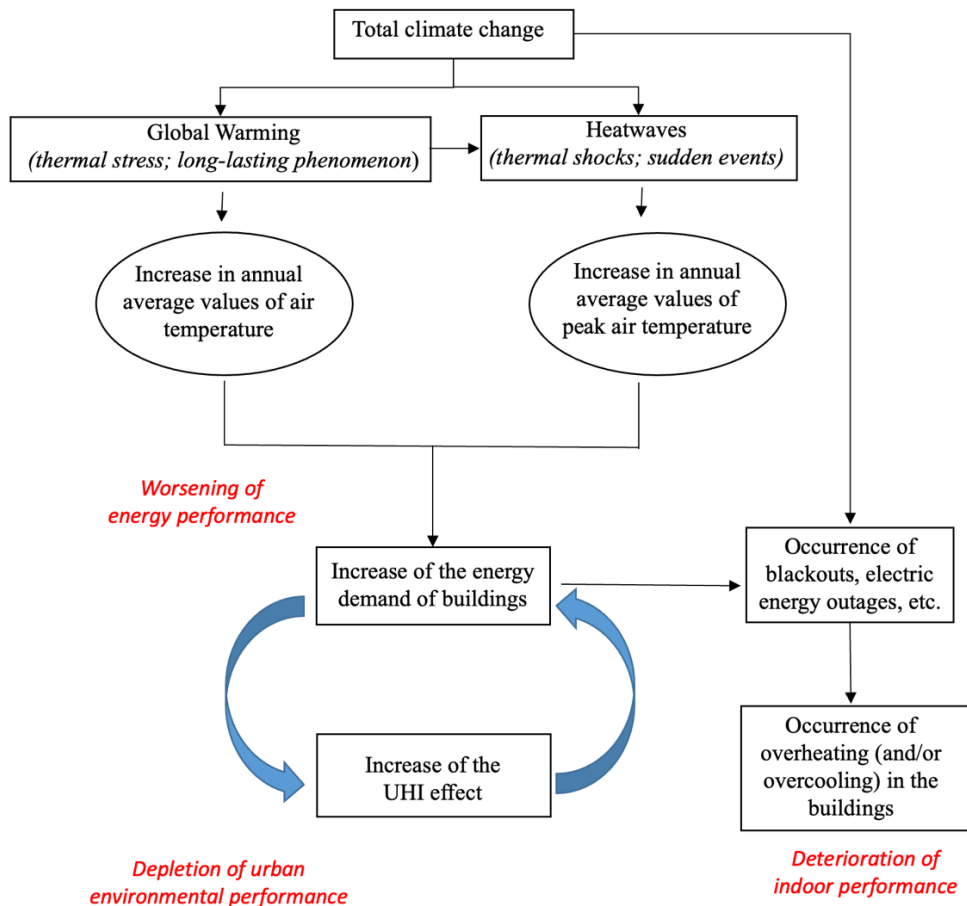 Total climate change
Global Warming
(thermal stress; long-lasting phenomenon)
Heatwaves
(thermal shocks; sudden events)
Increase in annual
average values of air
temperature
Increase in annual
average values of
peak air temperature
Worsening of
energy performance
Increase of the energy
demand of buildings
Occurrence of
blackouts, electric
energy outages, etc.
Increase of the
UHI effect
Occurrence of
overheating (and/or
overcooling) in the
buildings
Depletion of urban
environmental performance
Deterioration of
indoor performance